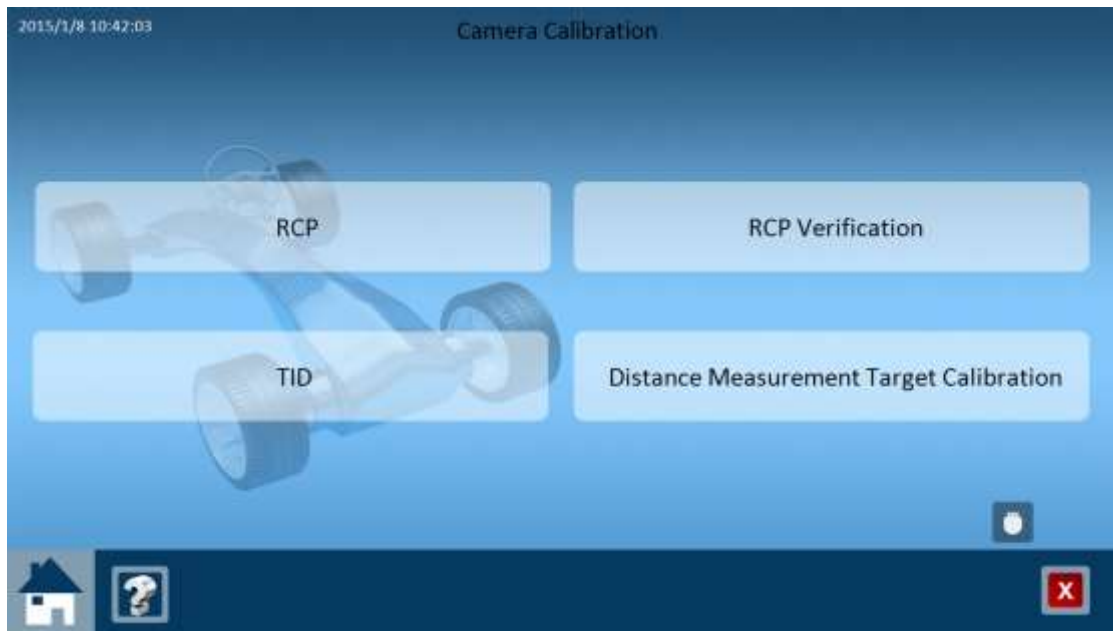 2015/1/8 10:42:03
Camera Calibration
RCP
RCP Verification
TID
Distance Measurement Target Calibration
?
X